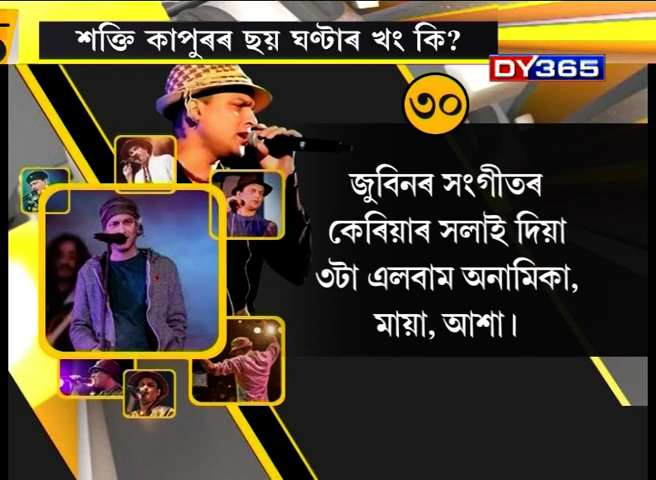 শক্তি কাপুৰৰ ছয় ঘণ্টাৰ খং কি?
DY365
৩০
জুবিনৰ সংগীতৰ
কেৰিয়াৰ সলাই দিয়া
৩টা এলবাম অনামিকা,
মায়া, আশা।